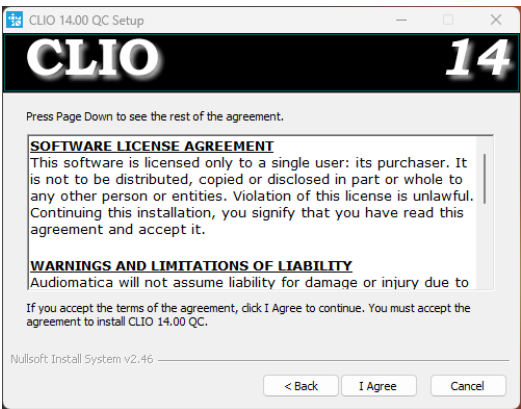 CLIO 14.00 QC Setup
CLIO 14
Press Page Down to see the rest of the agreement.
SOFTWARE LICENSE AGREEMENT
This software is licensed only to a single user: its purchaser. It
is not to be distributed, copied or disclosed in part or whole to
any other person or entities. Violation of this license is unlawful.
Continuing this installation, you signify that you have read this
agreement and accept it.
WARNINGS AND LIMITATIONS OF LIABILITY
Audiomatica will not assume liability for damage or injury due to
If you accept the terms of the agreement, click I Agree to continue. You must accept the
agreement to install CLIO 14.00 QC.
Nullsoft Install System v2.46
< Back I Agree Cancel